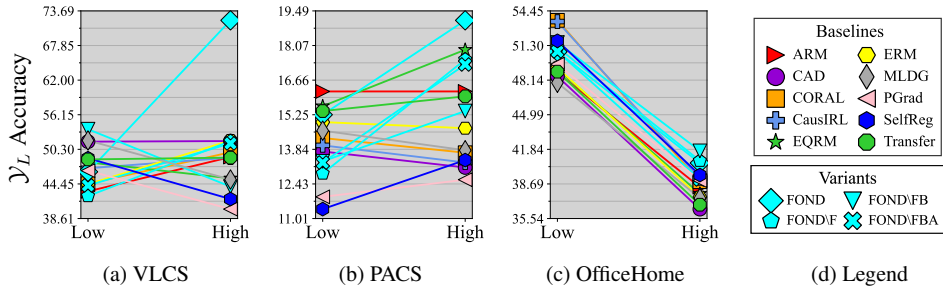 𝒴_L Accuracy
73.69
67.85
62.00
56.15
50.30
44.45
38.61
Low High
(a) VLCS
19.49
18.07
16.66
15.25
13.84
12.43
11.01
Low High
(b) PACS
54.45
51.30
48.14
44.99
41.84
38.69
35.54
Low High
(c) OfficeHome
Baselines
ARM ERM
CAD MLDG
CORAL PGrad
CausIRL SelfReg
EQRM Transfer
Variants
FOND FOND\FB
FOND\F FOND\FBA
(d) Legend